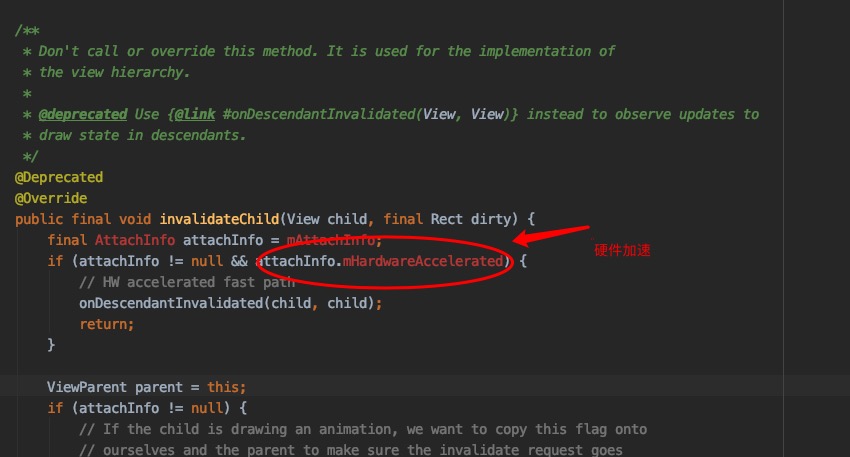 /**
* Don't call or override this method. It is used for the implementation of
* the view hierarchy.
*
* @deprecated Use {@link #onDescendantInvalidated(View, View)} instead to observe updates to
* draw state in descendants.
*/
@Deprecated
@Override
public final void invalidateChild(View child, final Rect dirty) {
final AttachInfo attachInfo = mAttachInfo;
if (attachInfo != null && attachInfo.mHardwareAccelerated) {
硬件加速
// HW accelerated fast path
onDescendantInvalidated(child, child);
return;
}
ViewParent parent = this;
if (attachInfo != null) {
// If the child is drawing an animation, we want to copy this flag onto
// ourselves and the parent to make sure the invalidate request goes